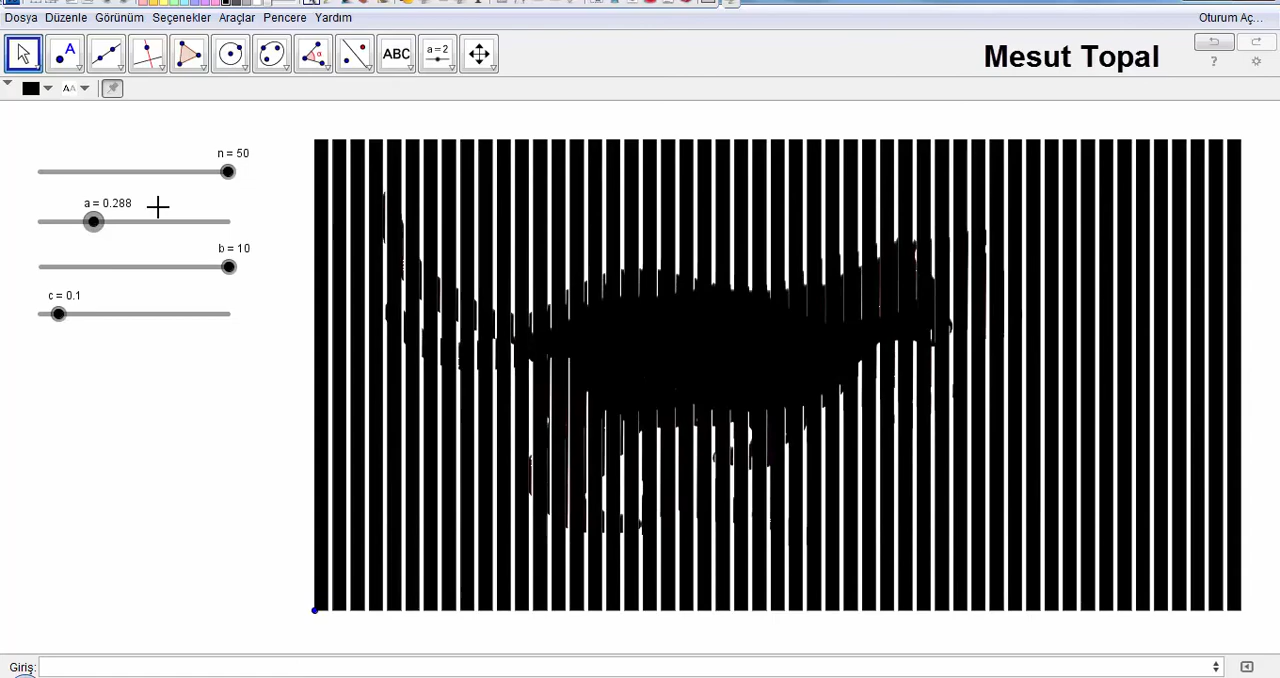 Dosya Düzenle Görünüm Seçenekler Araçlar Pencere Yardım
Oturum Aç...
A
ABC
a = 2
Mesut Topal
?
AA
n = 50
a = 0.288
b = 10
c = 0.1
Giriş: